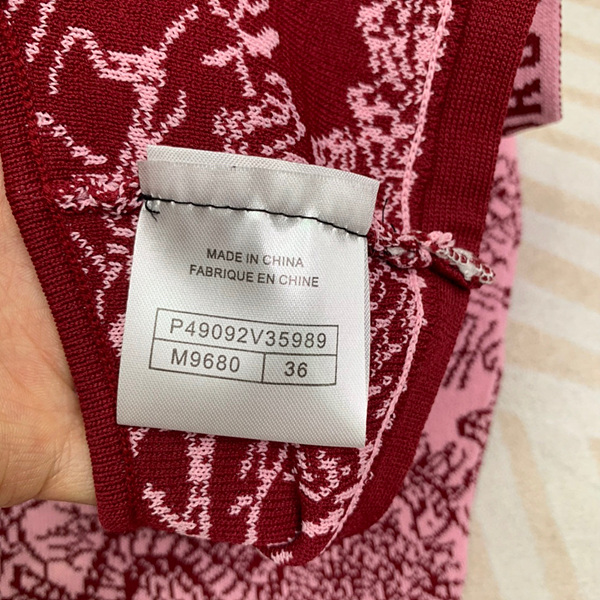 MADE IN CHINA
FABRIQUE EN CHINE
P49092V35989
M9680 36